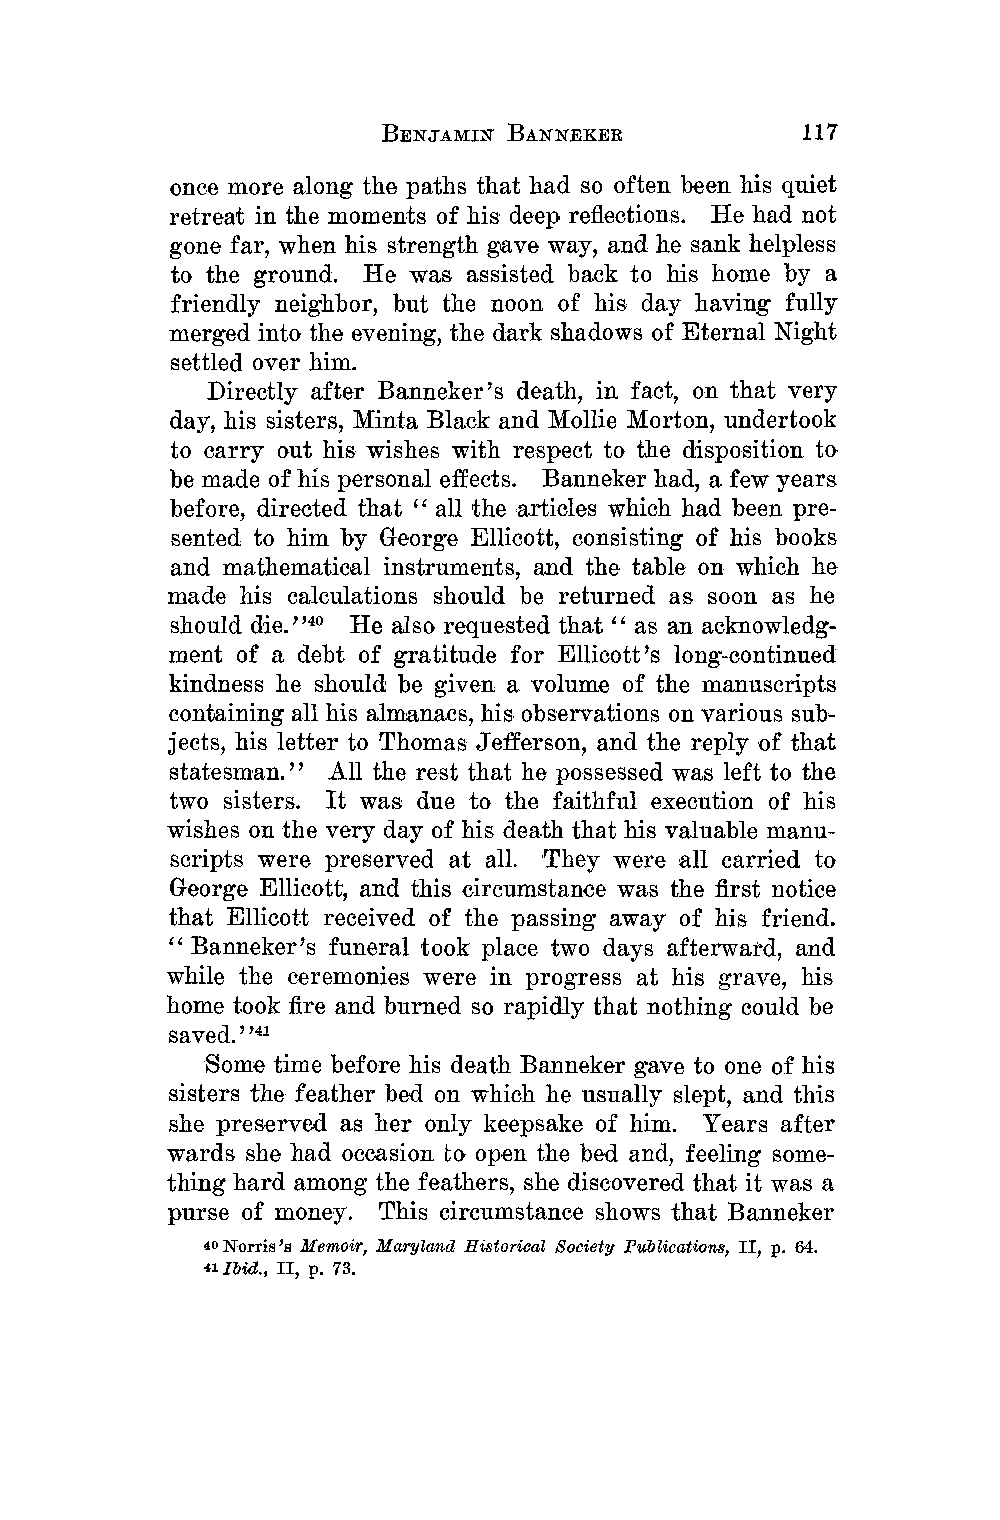 BENJAMIN BANNEKER 117
once more along the paths that had so often been his quiet
retreat in the moments of his deep reflections. He had not
gone far, when his strength gave way, and he sank helpless
to the ground. He was assisted back to his home by a
friendly neighbor, but the noon of his day having fully
merged into the evening, the dark shadows of Eternal Night
settled over him.
Directly after Banneker's death, in fact, on that very
day, his sisters, Minta Black and Mollie Morton, undertook
to carry out his wishes with respect to the disposition to
be made of his personal effects. Banneker had, a few years
before, directed that “ all the articles which had been pre-
sented to him by George Ellicott, consisting of his books
and mathematical instruments, and the table on which he
made his calculations should be returned as soon as he
should die.”40 He also requested that “ as an acknowledg-
ment of a debt of gratitude for Ellicott's long-continued
kindness he should be given a volume of the manuscripts
containing all his almanacs, his observations on various sub-
jects, his letter to Thomas Jefferson, and the reply of that
statesman.” All the rest that he possessed was left to the
two sisters. It was due to the faithful execution of his
wishes on the very day of his death that his valuable manu-
scripts were preserved at all. They were all carried to
George Ellicott, and this circumstance was the first notice
that Ellicott received of the passing away of his friend.
“ Banneker's funeral took place two days afterward, and
while the ceremonies were in progress at his grave, his
home took fire and burned so rapidly that nothing could be
saved.”41
Some time before his death Banneker gave to one of his
sisters the feather bed on which he usually slept, and this
she preserved as her only keepsake of him. Years after
wards she had occasion to open the bed and, feeling some-
thing hard among the feathers, she discovered that it was a
purse of money. This circumstance shows that Banneker
40 Norris's Memoir, Maryland Historical Society Publications, II, p. 64.
41 Ibid., II, p. 73.